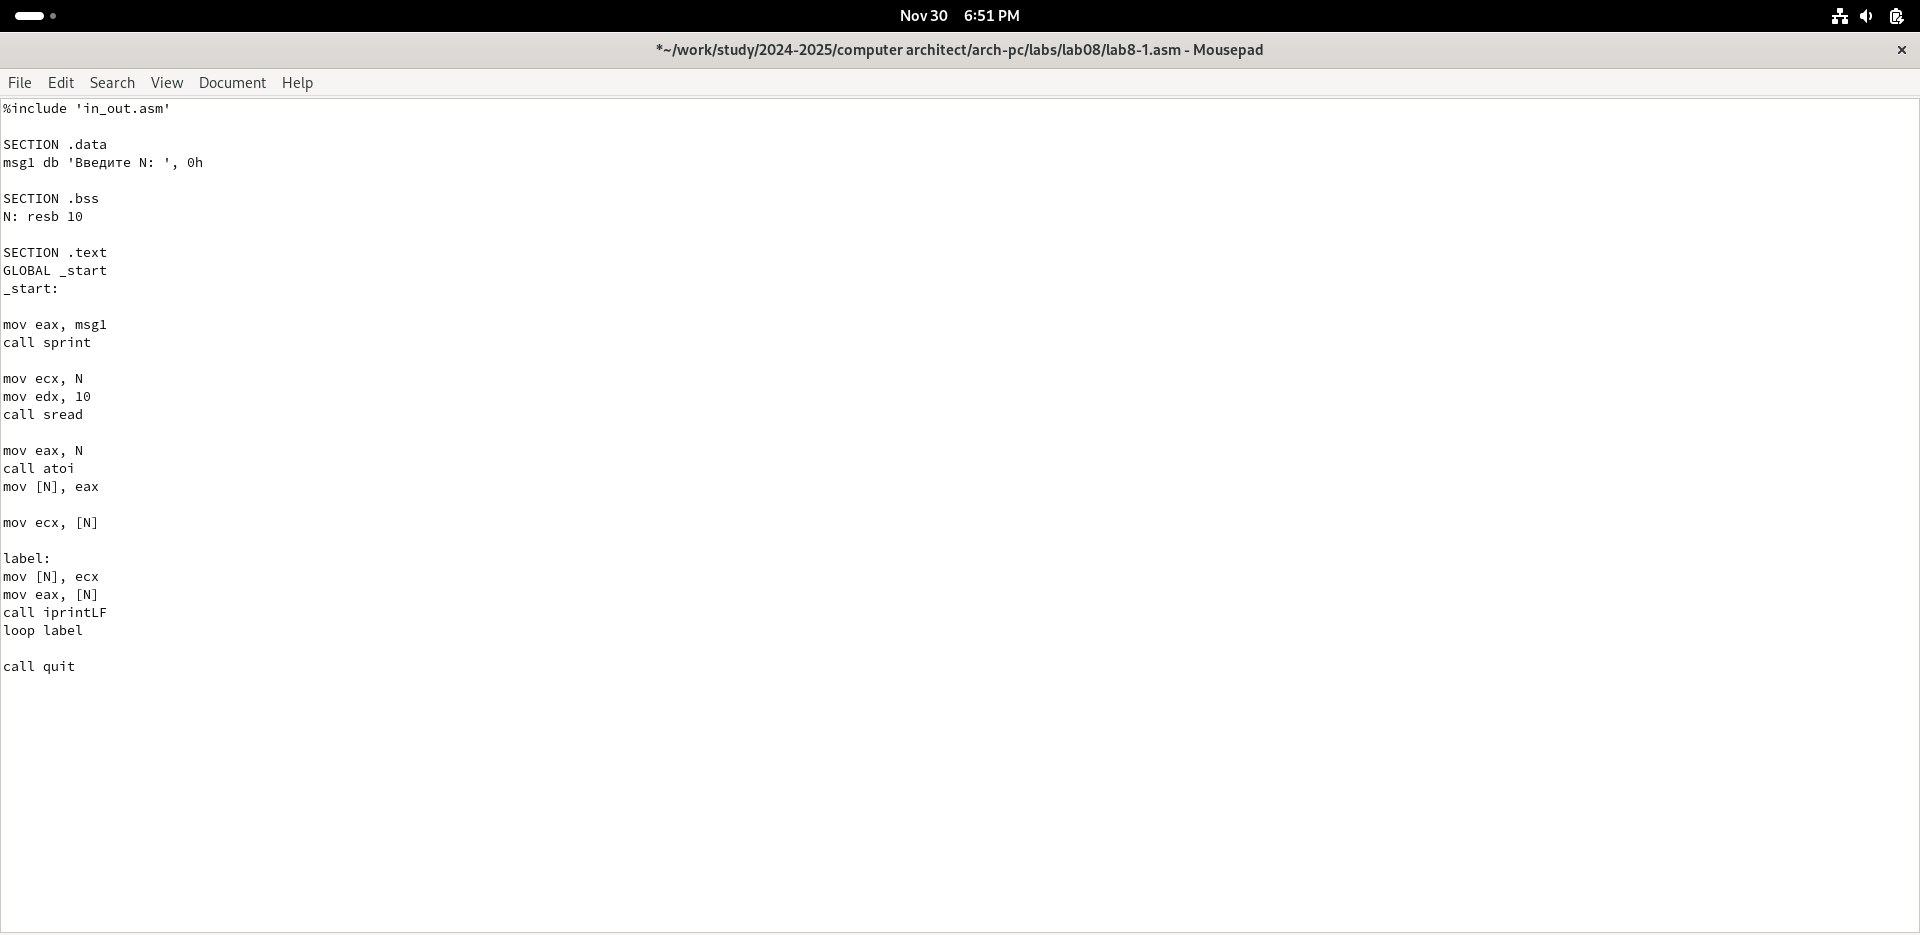 Nov 30 6:51 PM
*~/work/study/2024-2025/computer architect/arch-pc/labs/lab08/lab8-1.asm - Mousepad
File Edit Search View Document Help
%include 'in_out.asm'
SECTION .data
msg1 db 'Введите N: ', 0h
SECTION .bss
N: resb 10
SECTION .text
GLOBAL _start
_start:
mov eax, msg1
call sprint
mov ecx, N
mov edx, 10
call sread
mov eax, N
call atoi
mov [N], eax
mov ecx, [N]
label:
mov [N], ecx
mov eax, [N]
call iprintLF
loop label
call quit